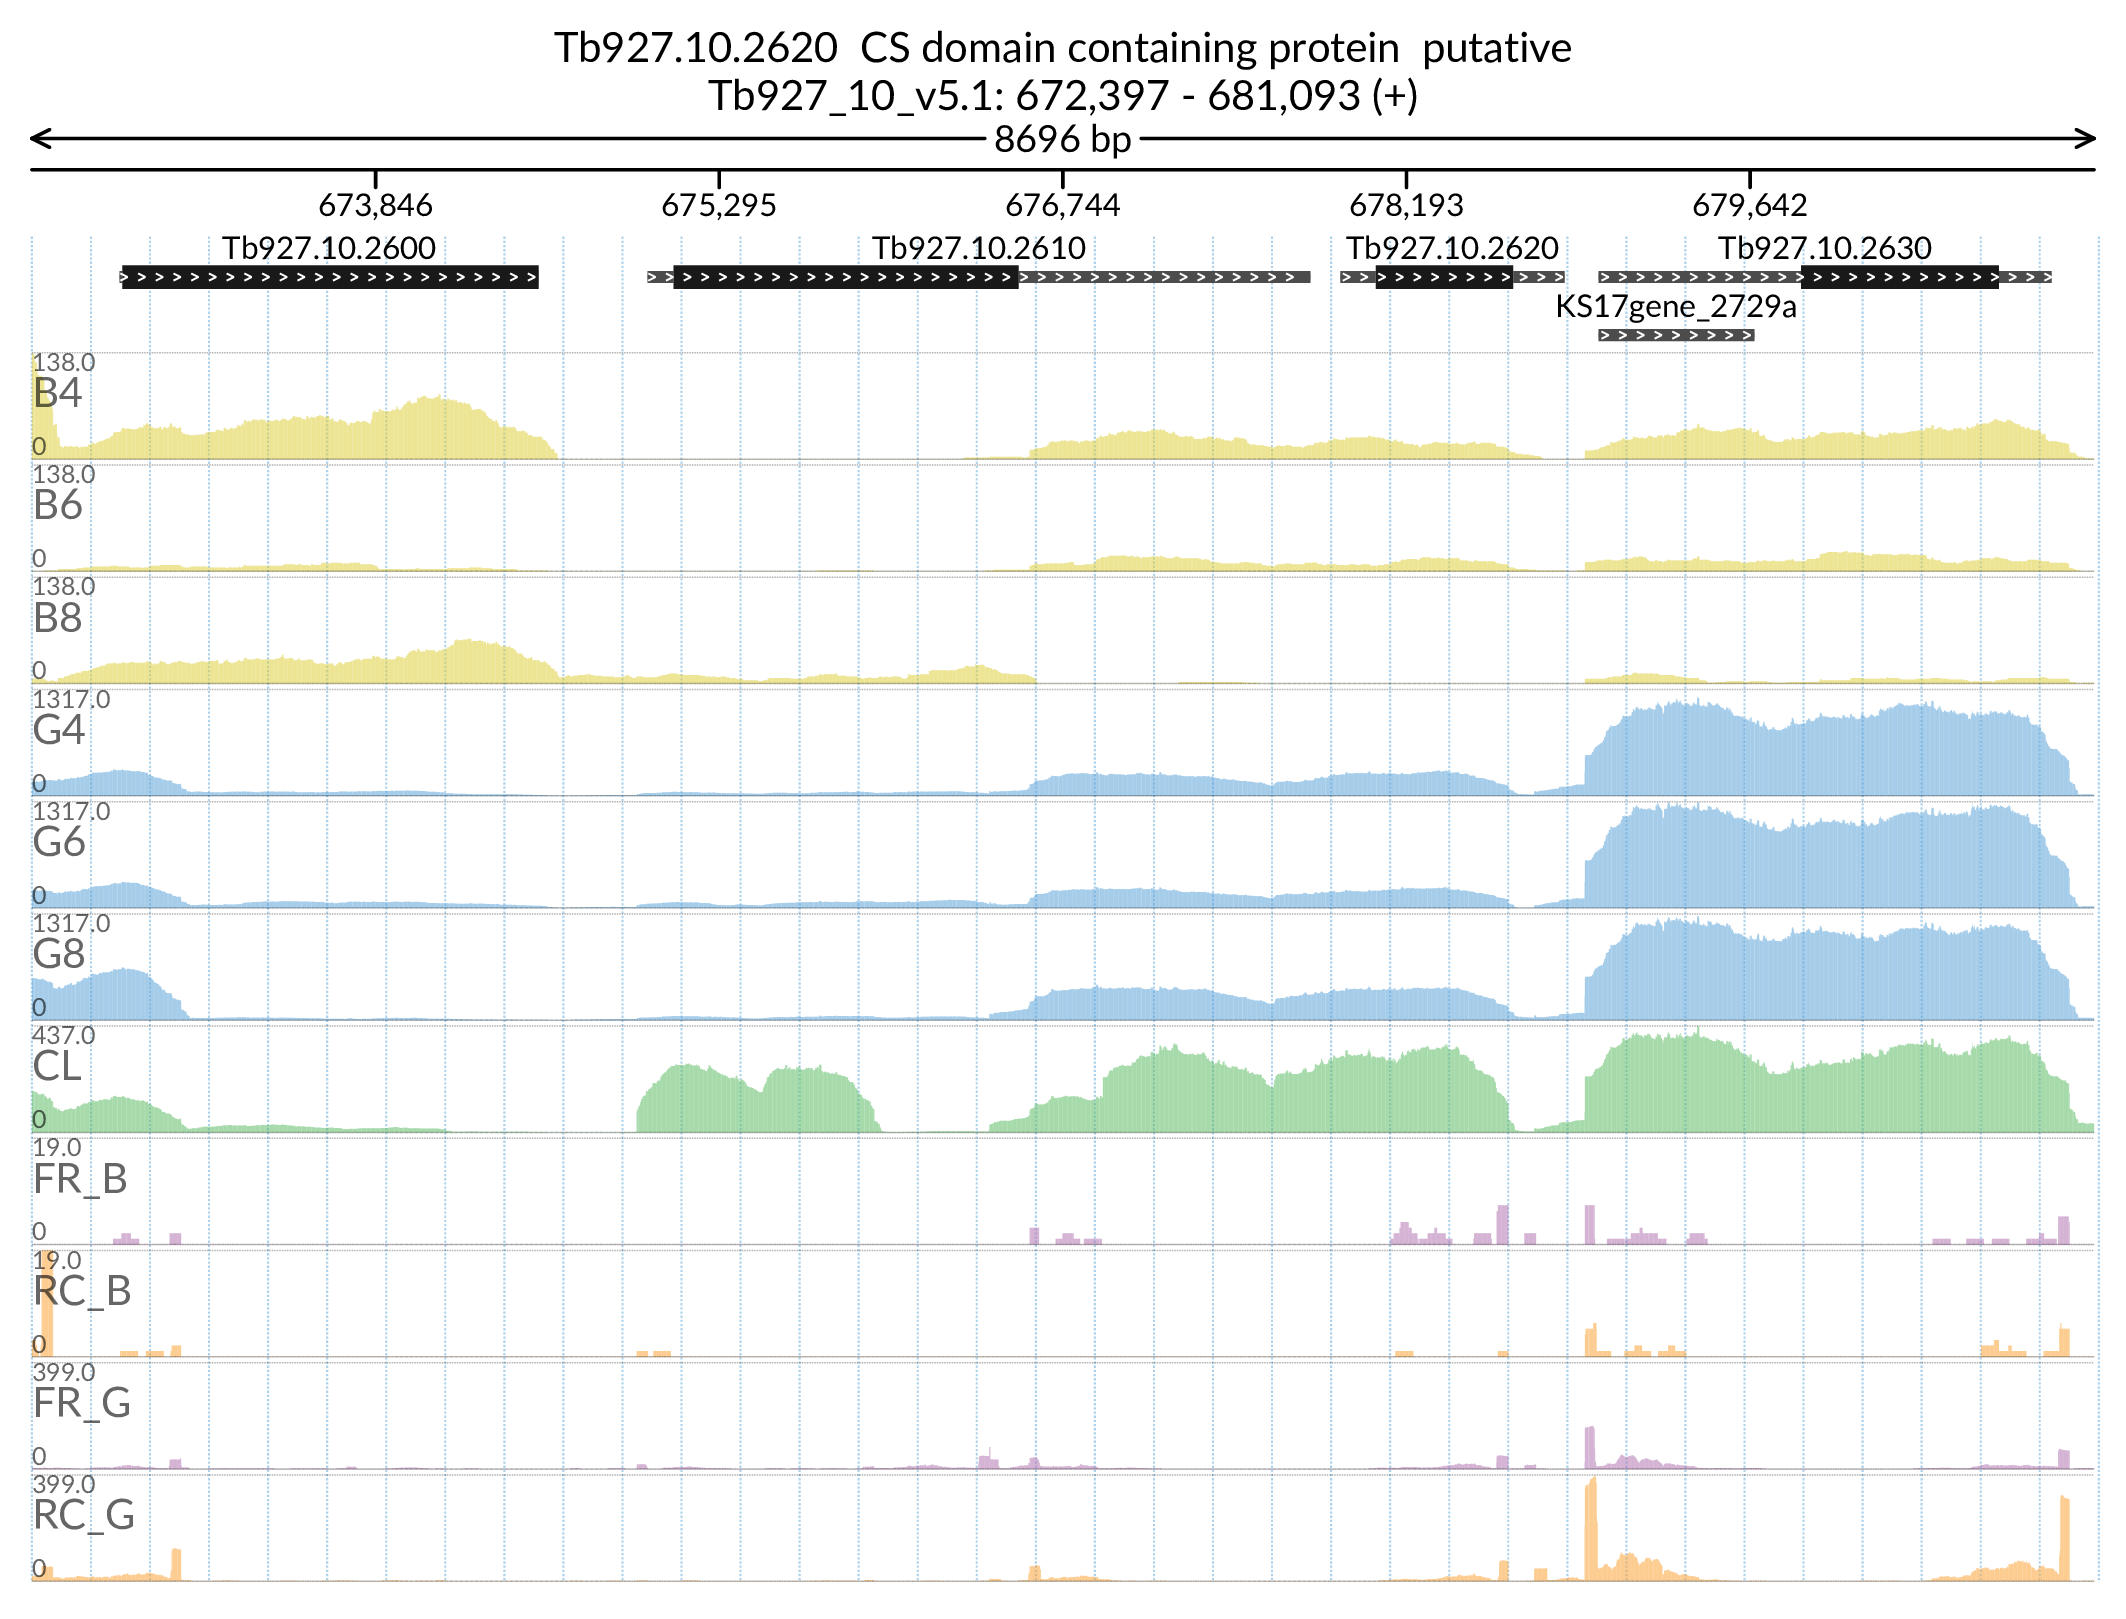 Tb927.10.2620  CS domain containing protein  putative
Tb927_10_v5.1: 672,397 - 681,093 (+)
8696 bp
673,846 675,295 676,744 678,193 679,642
Tb927.10.2600 Tb927.10.2610 Tb927.10.2620 Tb927.10.2630
KS17gene_2729a
138.0
B4
0
138.0
B6
0
138.0
B8
0
1317.0
G4
0
1317.0
G6
0
1317.0
G8
0
437.0
CL
0
19.0
FR_B
0
19.0
RC_B
0
399.0
FR_G
0
399.0
RC_G
0